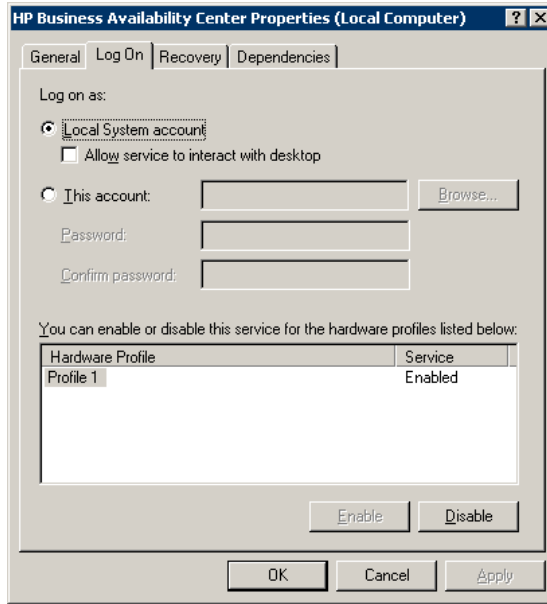 HP Business Availability Center Properties (Local Computer)
General Log On Recovery Dependencies
Log on as:
Local System account
Allow service to interact with desktop
This account:
Browse...
Password:
Confirm password:
You can enable or disable this service for the hardware profiles listed below:
Hardware Profile Service
Profile 1 Enabled
Enable Disable
OK Cancel Apply